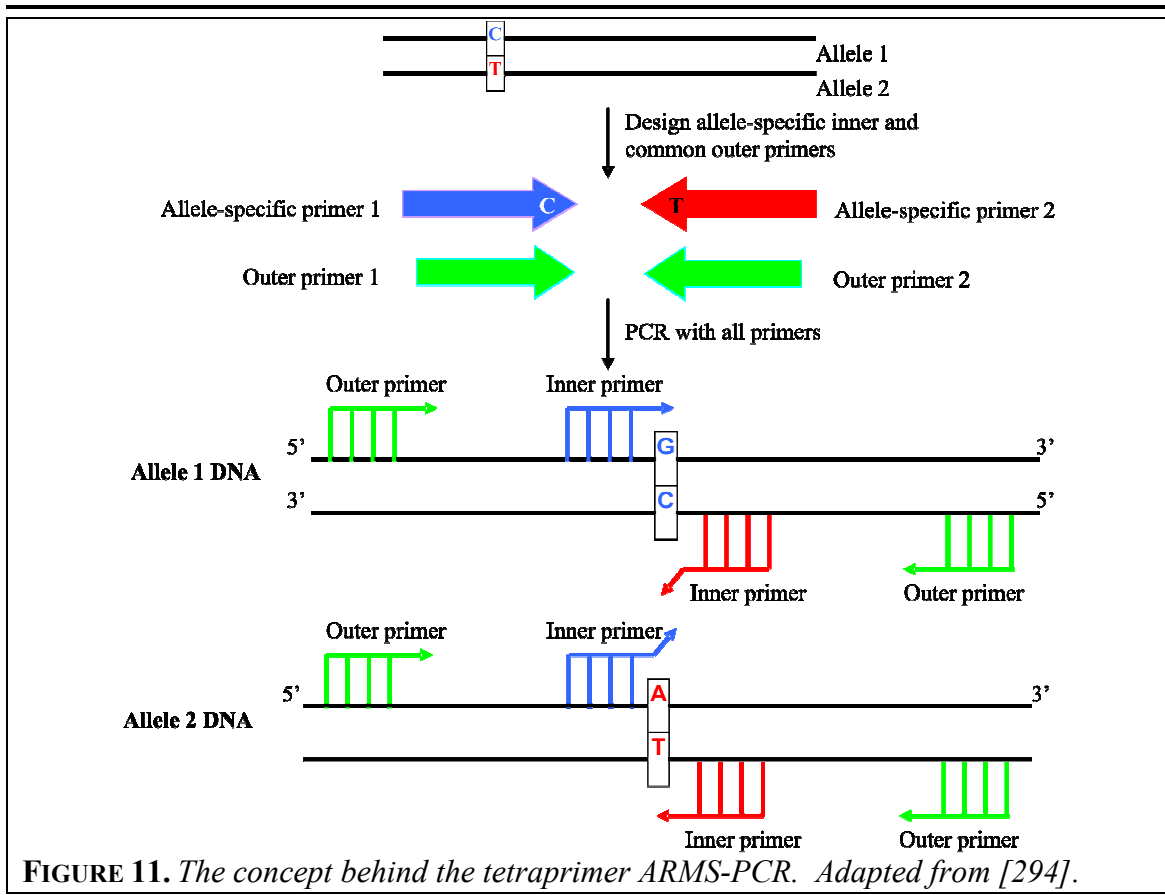 C
Allele 1
T
Allele 2
Design allele-specific inner and
common outer primers
Allele-specific primer 1
C
T
Allele-specific primer 2
Outer primer 1
Outer primer 2
PCR with all primers
Outer primer
Inner primer
5’
G
3’
Allele 1 DNA
3’
C
5’
Inner primer
Outer primer
Outer primer
Inner primer
5’
A
3’
Allele 2 DNA
T
Inner primer
Outer primer
FIGURE 11. The concept behind the tetraprimer ARMS-PCR. Adapted from [294].